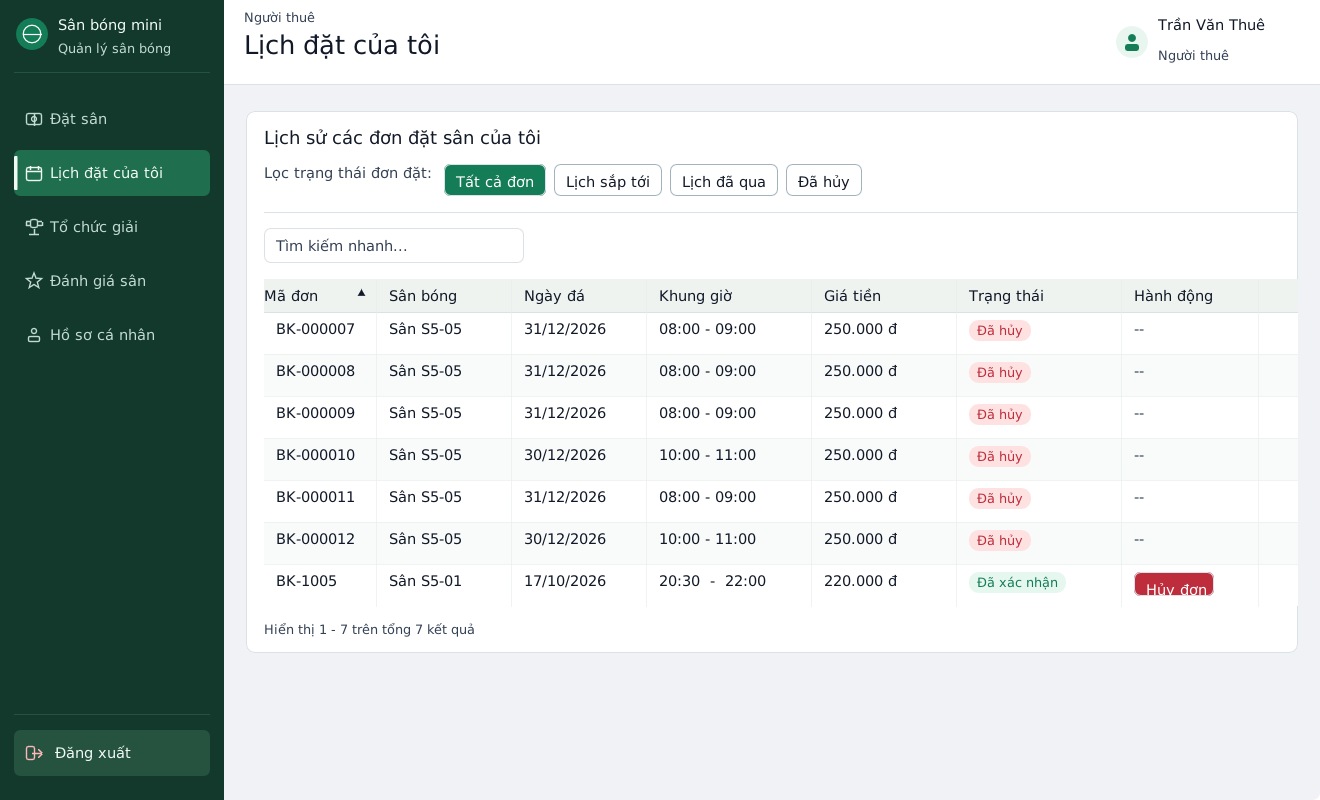 Sân bóng mini
Quản lý sân bóng
Đặt sân
Lịch đặt của tôi
Tổ chức giải
Đánh giá sân
Hồ sơ cá nhân
Đăng xuất
Người thuê
Lịch đặt của tôi
Trần Văn Thuê
Người thuê
Lịch sử các đơn đặt sân của tôi
Lọc trạng thái đơn đặt: Tất cả đơn Lịch sắp tới Lịch đã qua Đã hủy
Tìm kiếm nhanh...
Mã đơn ▲ Sân bóng Ngày đá Khung giờ Giá tiền Trạng thái Hành động
BK-000007 Sân S5-05 31/12/2026 08:00 - 09:00 250.000 đ Đã hủy --
BK-000008 Sân S5-05 31/12/2026 08:00 - 09:00 250.000 đ Đã hủy --
BK-000009 Sân S5-05 31/12/2026 08:00 - 09:00 250.000 đ Đã hủy --
BK-000010 Sân S5-05 30/12/2026 10:00 - 11:00 250.000 đ Đã hủy --
BK-000011 Sân S5-05 31/12/2026 08:00 - 09:00 250.000 đ Đã hủy --
BK-000012 Sân S5-05 30/12/2026 10:00 - 11:00 250.000 đ Đã hủy --
BK-1005 Sân S5-01 17/10/2026 20:30 - 22:00 220.000 đ Đã xác nhận Hủy đơn
Hiển thị 1 - 7 trên tổng 7 kết quả